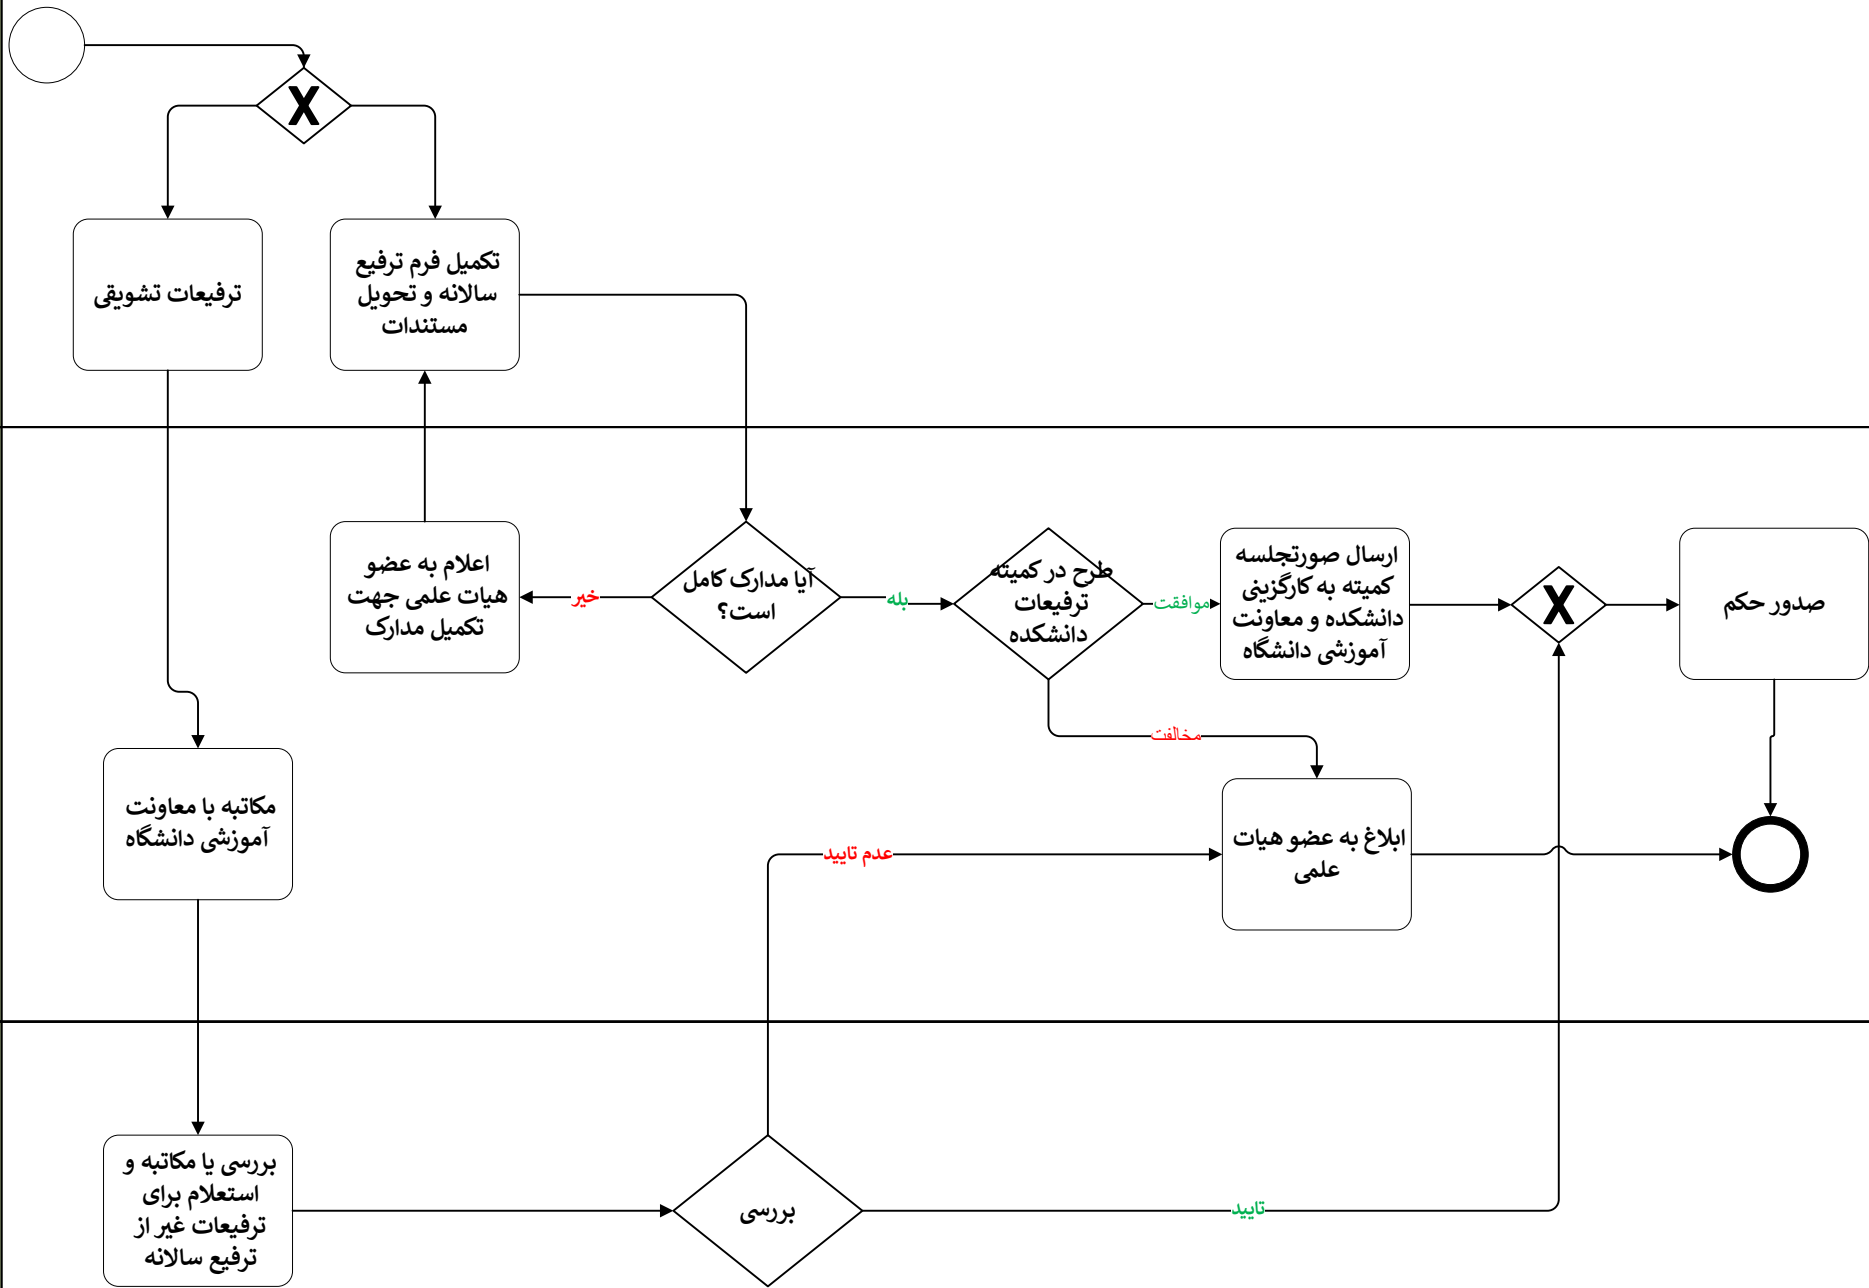 X
ترفیعات تشویقی
تکمیل فرم ترفیع
سالانه و تحویل
مستندات
اعلام به عضو
هیات علمی جهت
تکمیل مدارک
خیر
آیا مدارک کامل
است؟
بله
طرح در کمیته
ترفیعات
دانشکده
موافقت
ارسال صورتجلسه
کمیته به کارگزینی
دانشکده و معاونت
آموزشی دانشگاه
X
صدور حکم
مخالفت
مکاتبه با معاونت
آموزشی دانشگاه
عدم تایید
ابلاغ به عضو هیات
علمی
بررسی یا مکاتبه و
استعلام برای
ترفیعات غیر از
ترفیع سالانه
بررسی
تایید